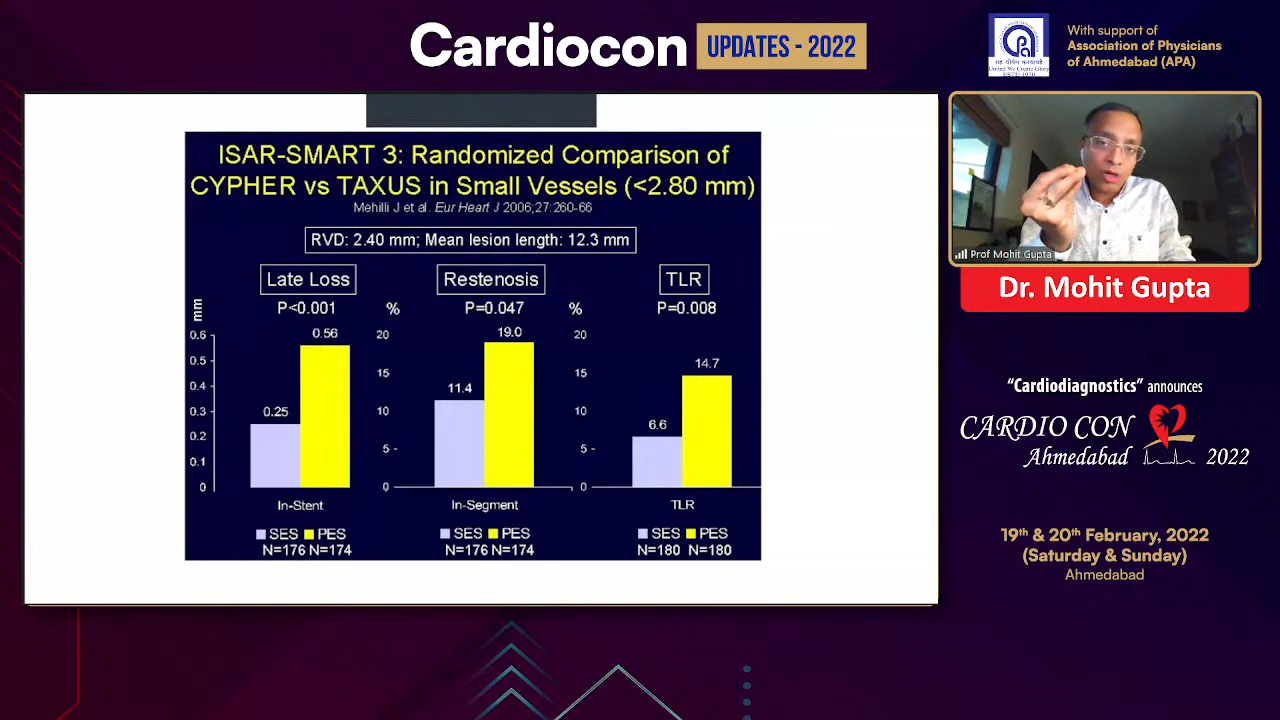 Cardiocon UPDATES - 2022
With support of
Association of Physicians
of Ahmedabad (APA)
United We Create Glory
ESTD 1970
ISAR-SMART 3: Randomized Comparison of
CYPHER vs TAXUS in Small Vessels (<2.80 mm)
Mehilli J et al. Eur Heart J 2006;27:260-66
RVD: 2.40 mm; Mean lesion length: 12.3 mm
Late Loss
P<0.001
mm
0.6
0.5
0.4
0.3
0.2
0.1
0
0.25
0.56
In-Stent
SES PES
N=176 N=174
Restenosis
P=0.047
%
20
15
10
5
0
11.4
19.0
In-Segment
SES PES
N=176 N=174
TLR
P=0.008
%
20
15
10
5
0
6.6
14.7
TLR
SES PES
N=180 N=180
Prof Mohit Gupta
Dr. Mohit Gupta
“Cardiodiagnostics” announces
CARDIO CON
Ahmedabad 2022
19th & 20th February, 2022
(Saturday & Sunday)
Ahmedabad